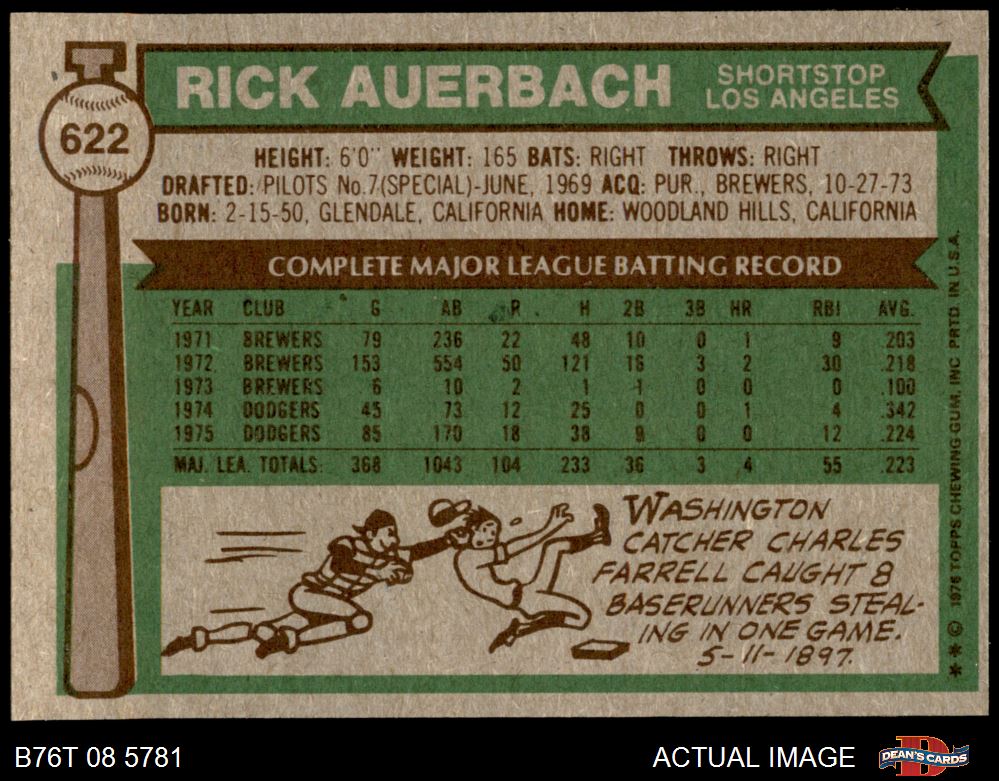 RICK AUERBACH
SHORTSTOP
LOS ANGELES
622
HEIGHT: 6'0" WEIGHT: 165 BATS: RIGHT THROWS: RIGHT
DRAFTED: PILOTS No.7(SPECIAL)-JUNE, 1969 ACQ: PUR., BREWERS, 10-27-73
BORN: 2-15-50, GLENDALE, CALIFORNIA HOME: WOODLAND HILLS, CALIFORNIA
COMPLETE MAJOR LEAGUE BATTING RECORD
YEAR CLUB G AB R H 2B 3B HR RBI AVG.
1971 BREWERS 79 236 22 48 10 0 1 9 .203
1972 BREWERS 153 554 50 121 16 3 2 30 .218
1973 BREWERS 6 10 2 1 1 0 0 0 .100
1974 DODGERS 45 73 12 25 0 0 1 4 .342
1975 DODGERS 85 170 18 38 9 0 0 12 .224
MAJ. LEA. TOTALS: 368 1043 104 233 36 3 4 55 .223
WASHINGTON
CATCHER CHARLES
FARRELL CAUGHT 8
BASERUNNERS STEAL-
ING IN ONE GAME.
5-11-1897.
** © 1976 TOPPS CHEWING GUM, INC PRTD. IN U.S.A.
B76T 08 5781
ACTUAL IMAGE
DEAN'S CARDS